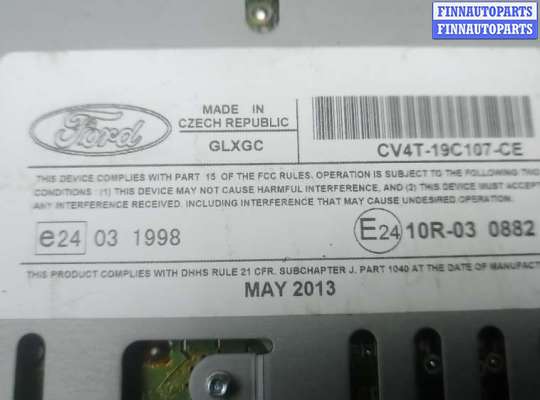 FINNAUTOPARTS
FINNAUTOPARTS
Ford
MADE IN
CZECH REPUBLIC
GLXGC
CV4T-19C107-CE
THIS DEVICE COMPLIES WITH PART 15 OF THE FCC RULES. OPERATION IS SUBJECT TO THE FOLLOWING TWO
CONDITIONS: (1) THIS DEVICE MAY NOT CAUSE HARMFUL INTERFERENCE, AND (2) THIS DEVICE MUST ACCEPT
ANY INTERFERENCE RECEIVED. INCLUDING INTERFERENCE THAT MAY CAUSE UNDESIRED OPERATION.
e24 03 1998
E24 10R-03 0882
THIS PRODUCT COMPLIES WITH DHHS RULE 21 CFR. SUBCHAPTER J. PART 1040 AT THE DATE OF MANUFACT
MAY 2013